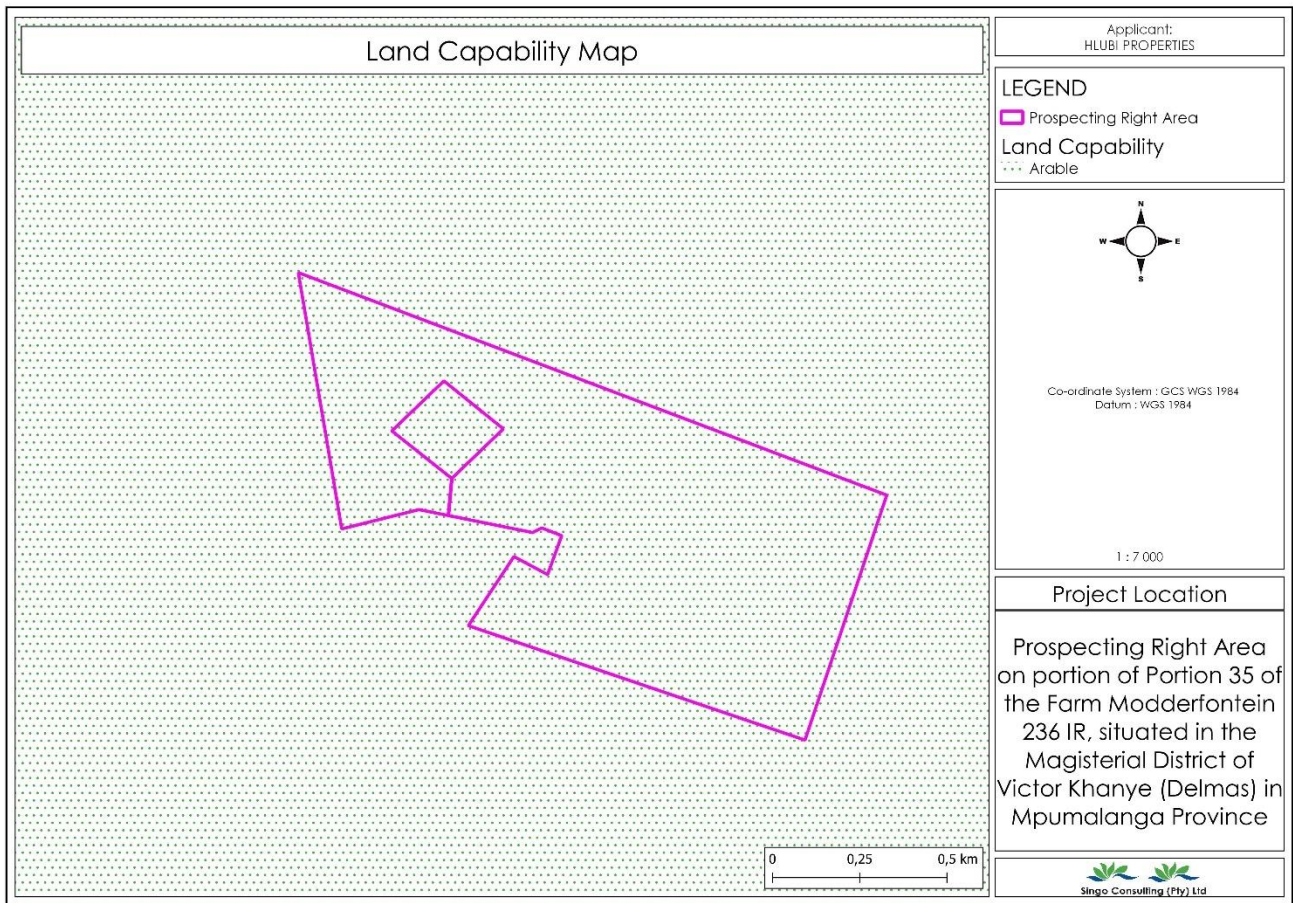 Land Capability Map
Applicant:
HLUBI PROPERTIES
LEGEND
Prospecting Right Area
Land Capability
Arable
N
W E
S
Co-ordinate System : GCS WGS 1984
Datum : WGS 1984
1 : 7 000
Project Location
Prospecting Right Area
on portion of Portion 35 of
the Farm Modderfontein
236 IR, situated in the
Magisterial District of
Victor Khanye (Delmas) in
Mpumalanga Province
0 0,25 0,5 km
Singo Consulting (Pty) Ltd